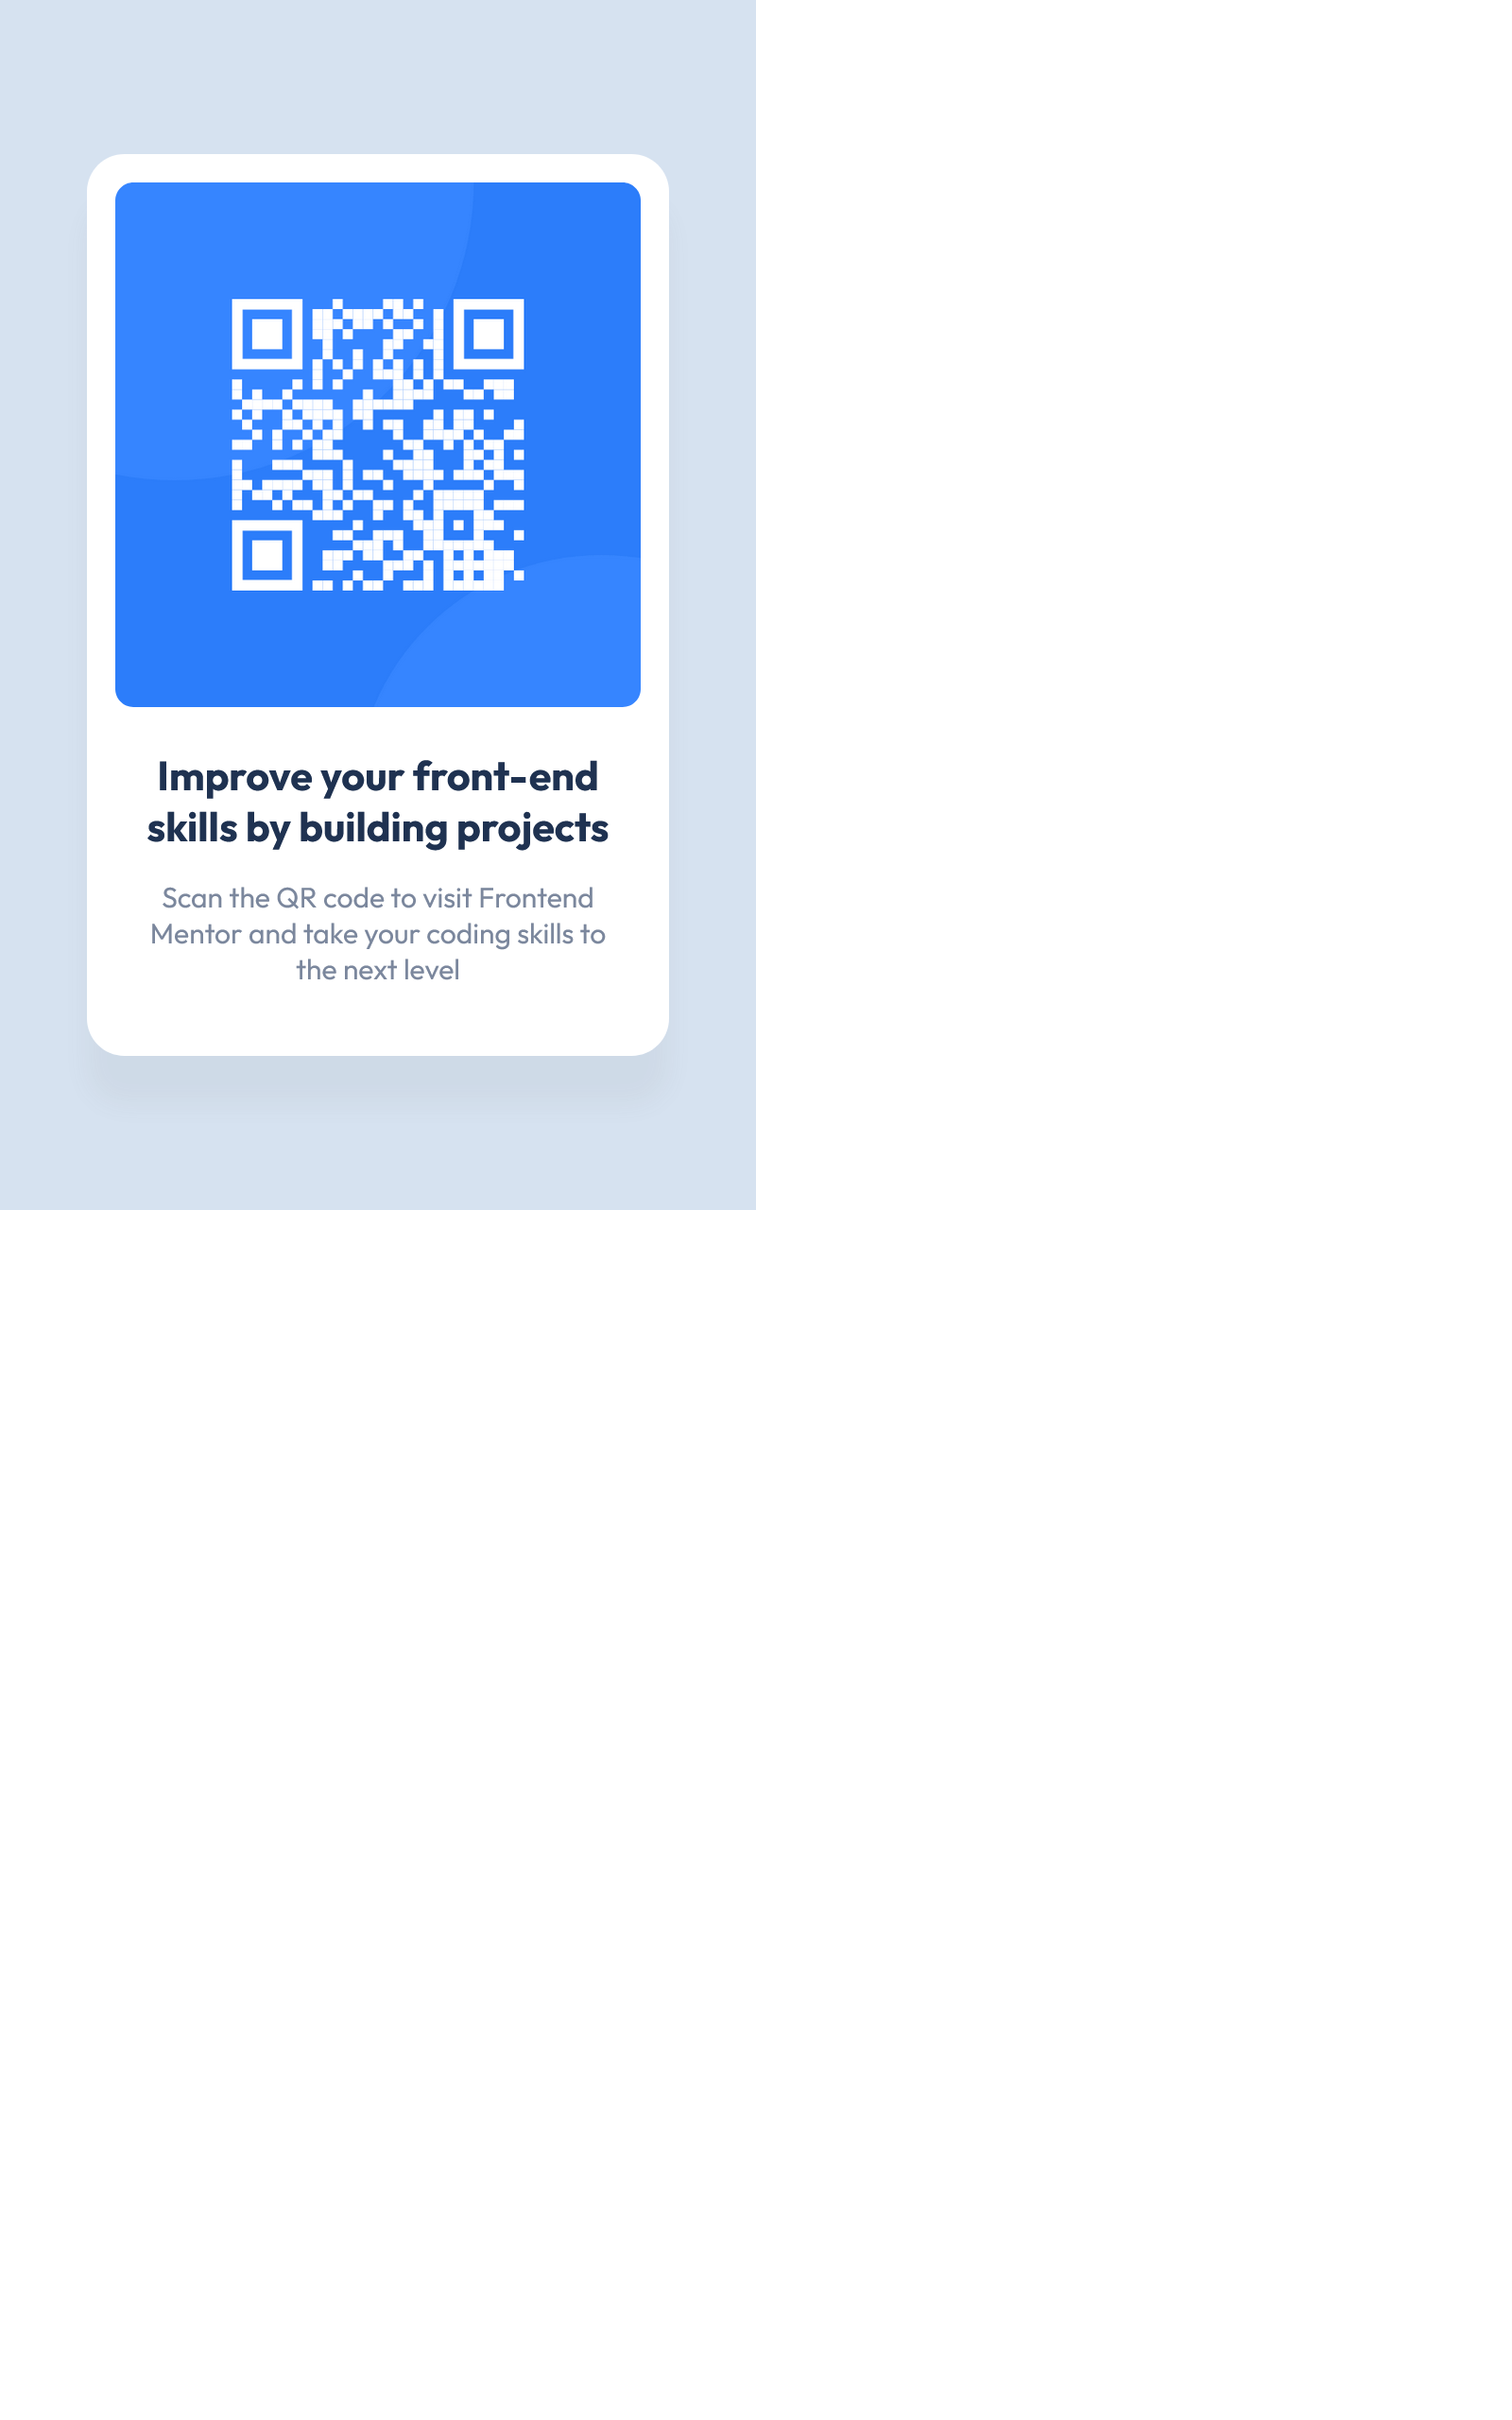 Improve your front-end
skills by building projects
Scan the QR code to visit Frontend
Mentor and take your coding skills to
the next level